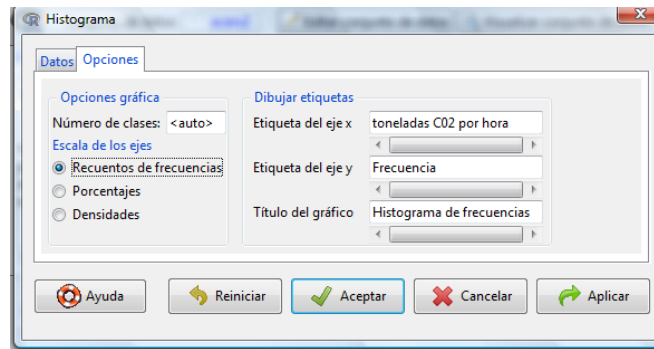 Histograma
Datos Opciones
Opciones gráfica
Número de clases: <auto>
Escala de los ejes
Recuentos de frecuencias
Porcentajes
Densidades
Dibujar etiquetas
Etiqueta del eje x toneladas C02 por hora
Etiqueta del eje y Frecuencia
Título del gráfico Histograma de frecuencias
Ayuda Reiniciar Aceptar Cancelar Aplicar